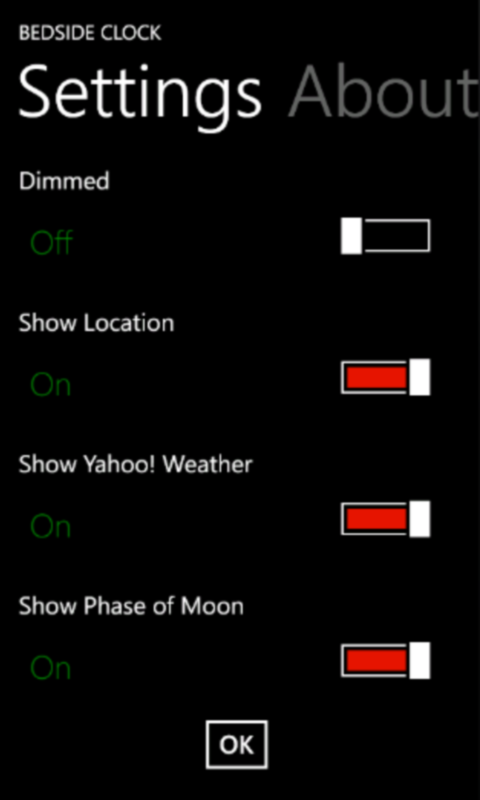 BEDSIDE CLOCK
Settings About
Dimmed
Off
Show Location
On
Show Yahoo! Weather
On
Show Phase of Moon
On
OK